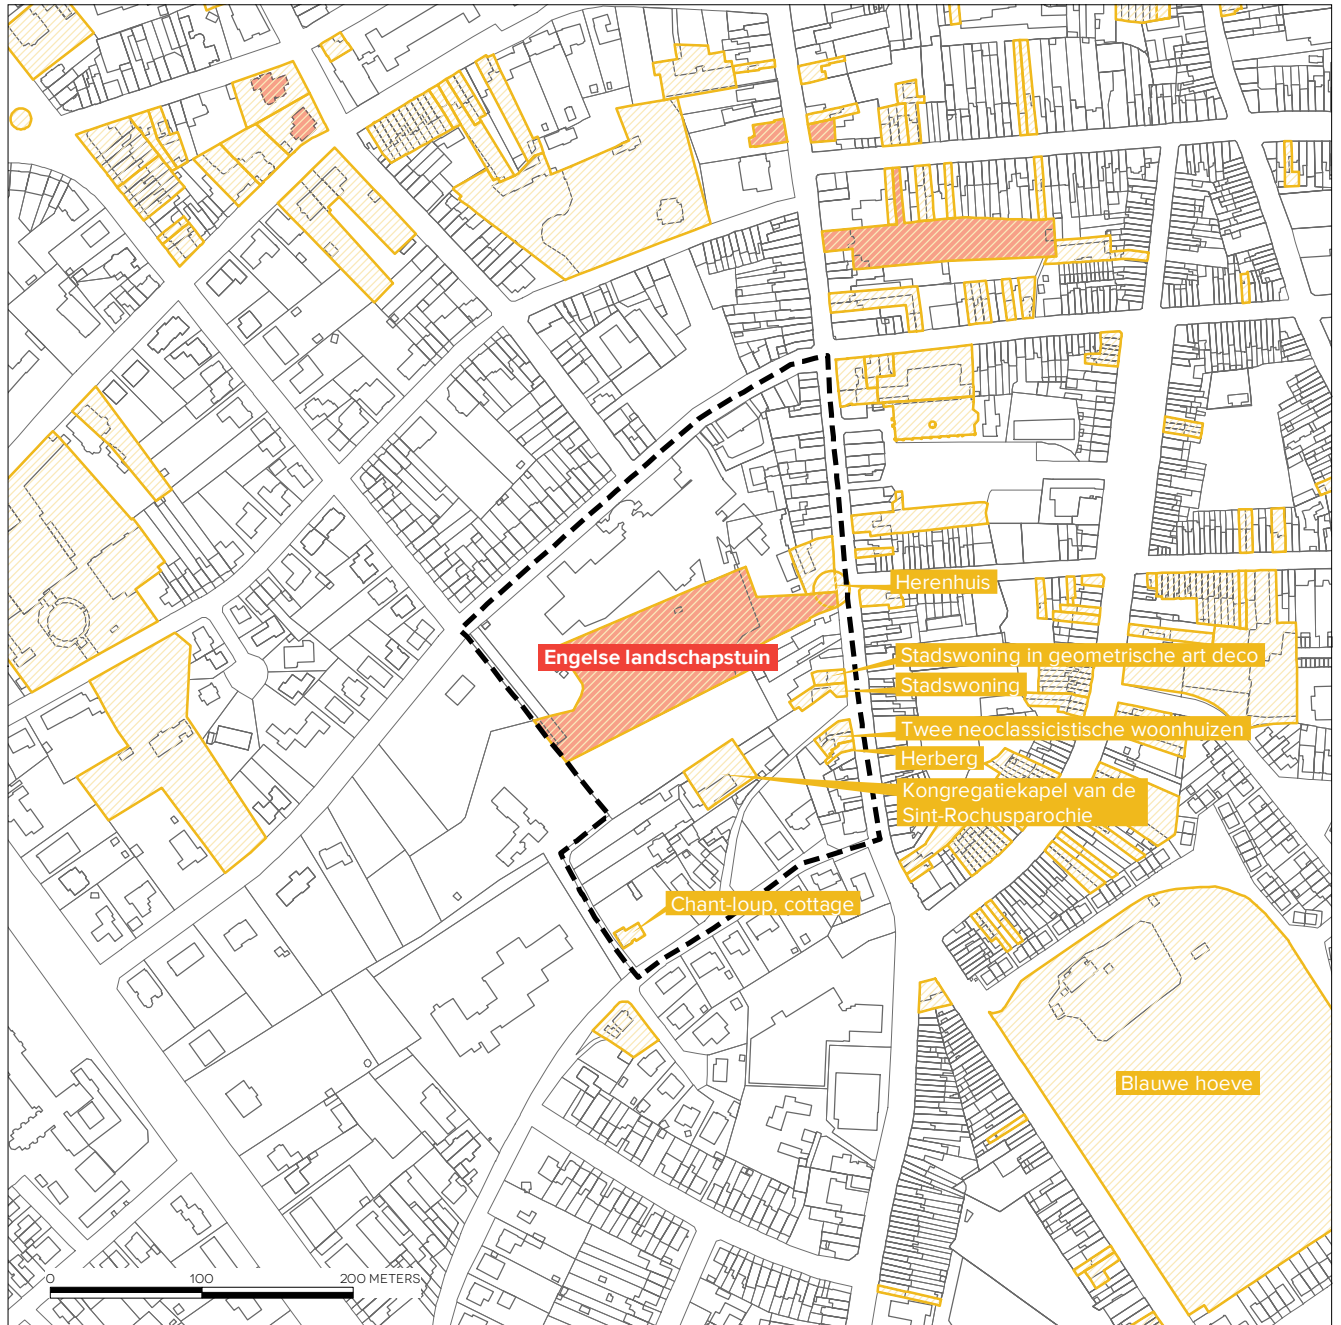 Herenhuis
Engelse landschapstuin
Stadswoning in geometrische art deco
Stadswoning
Twee neoclassicistische woonhuizen
Herberg
Kongregatiekapel van de
Sint-Rochusparochie
Chant-loup, cottage
Blauwe hoeve
0 100 200 METERS